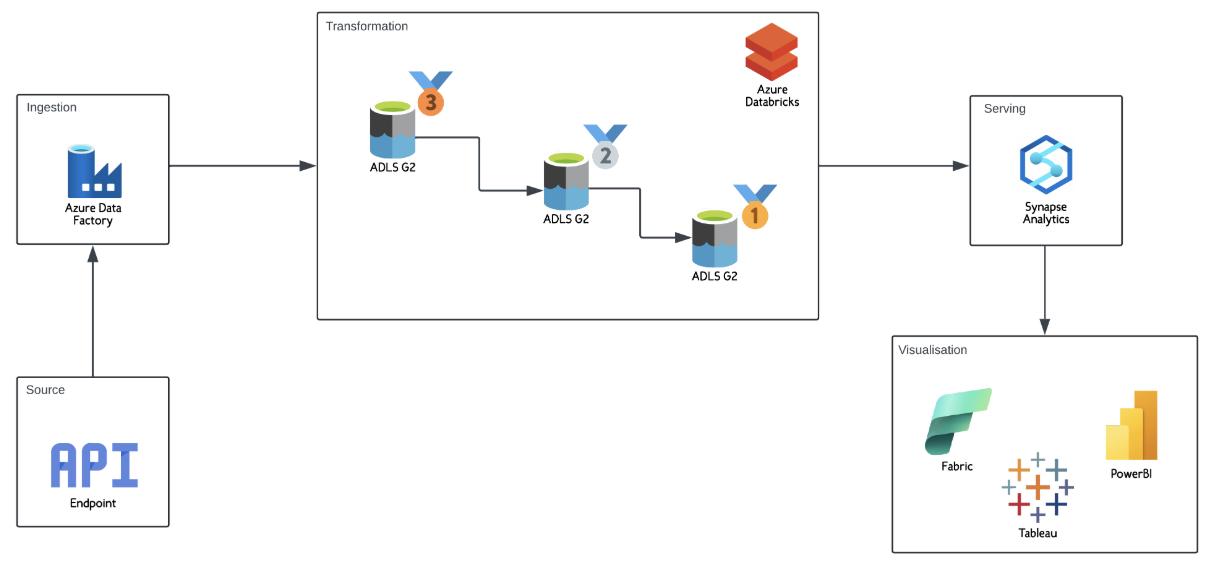 Transformation
3
Azure
Databricks
ADLS G2
2
ADLS G2
1
ADLS G2
Ingestion
Azure Data
Factory
Serving
Synapse
Analytics
Source
API
Endpoint
Visualisation
Fabric
PowerBI
Tableau